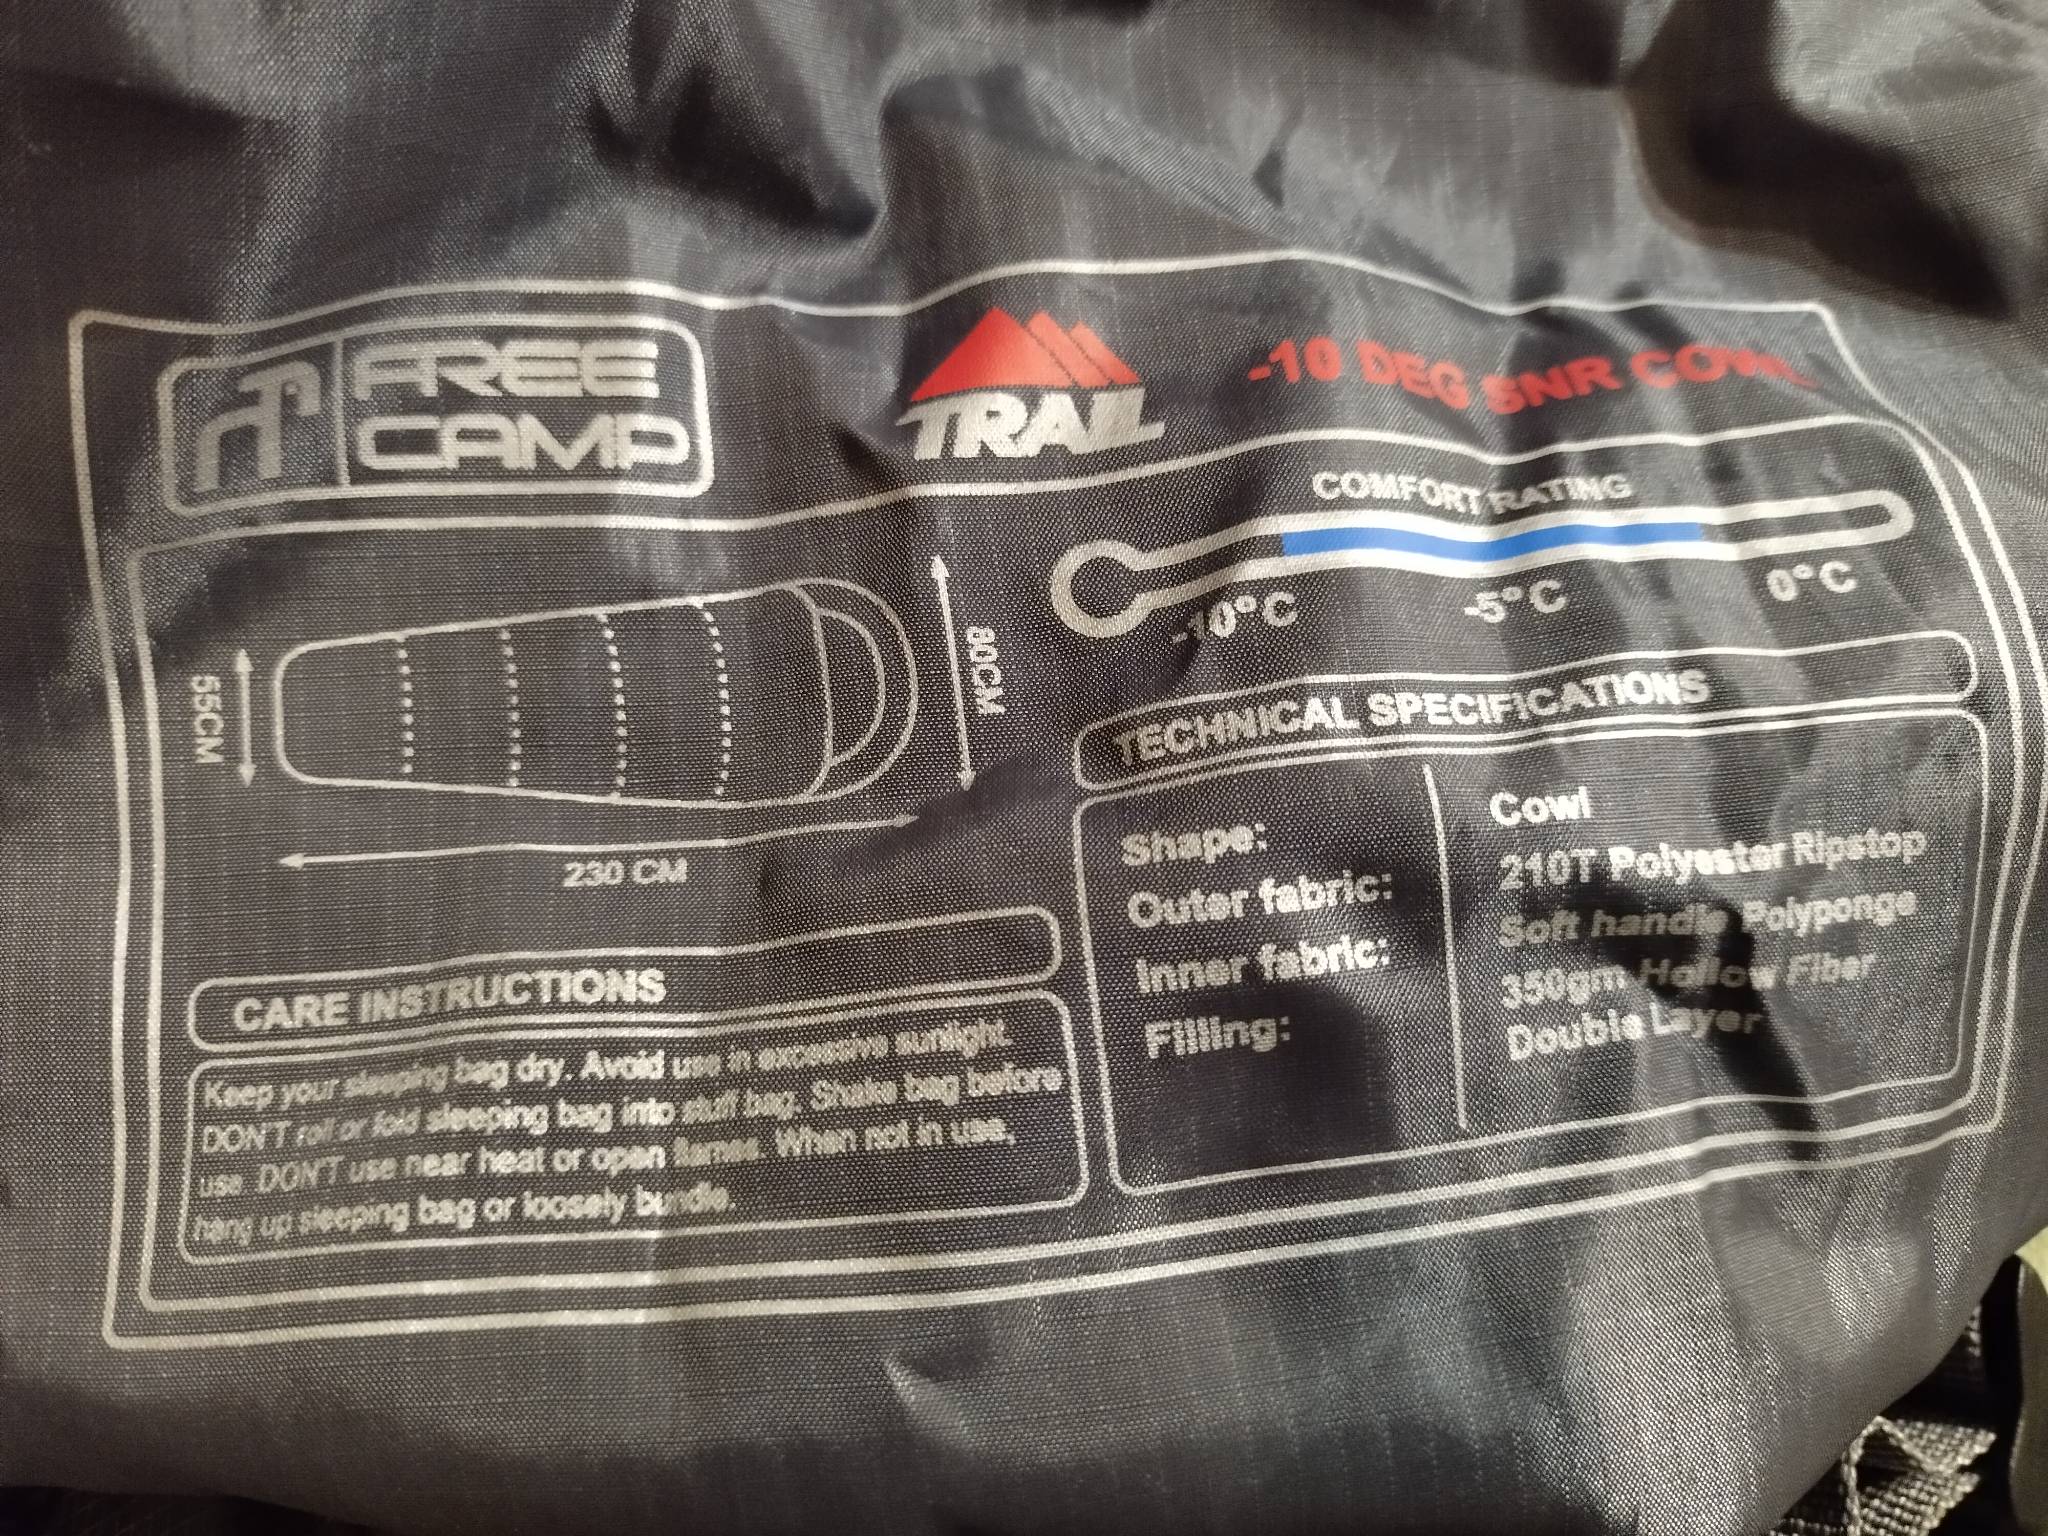 FREE
CAMP
TRAIL
-10 DEG SNR COWL
COMFORT RATING
-10°C
-5°C
0°C
55CM
80CM
230 CM
TECHNICAL SPECIFICATIONS
Shape:
Cowl
Outer fabric:
210T Polyester Ripstop
Inner fabric:
Soft handle Polyponge
Filling:
350gm Hollow Fiber
Double Layer
CARE INSTRUCTIONS
Keep your sleeping bag dry. Avoid use in excessive sunlight.
DON'T roll or fold sleeping bag into stuff bag. Shake bag before
use. DON'T use near heat or open flames. When not in use,
hang up sleeping bag or loosely bundle.